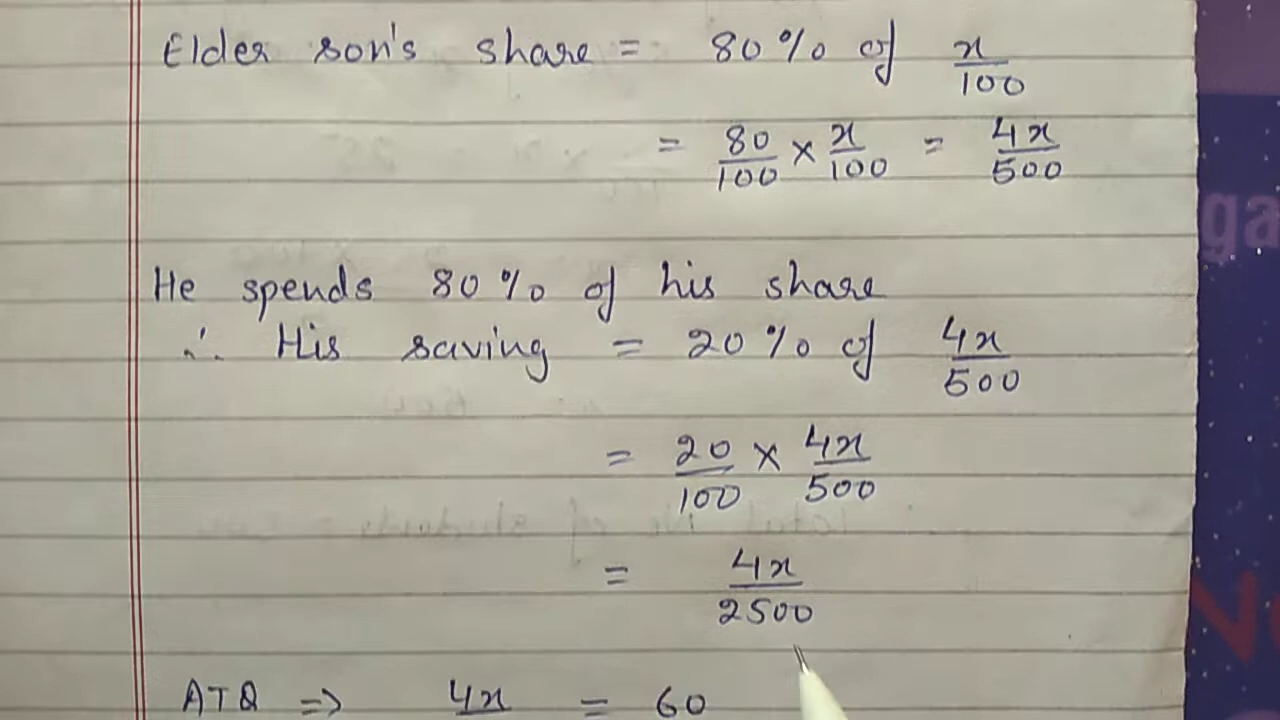 Elder son's share = 80% of x/100
= 80/100 × x/100 = 4x/500
He spends 80% of his share
∴ His saving = 20% of 4x/500
= 20/100 × 4x/500
= 4x/2500
ATQ => 4x = 60
ga